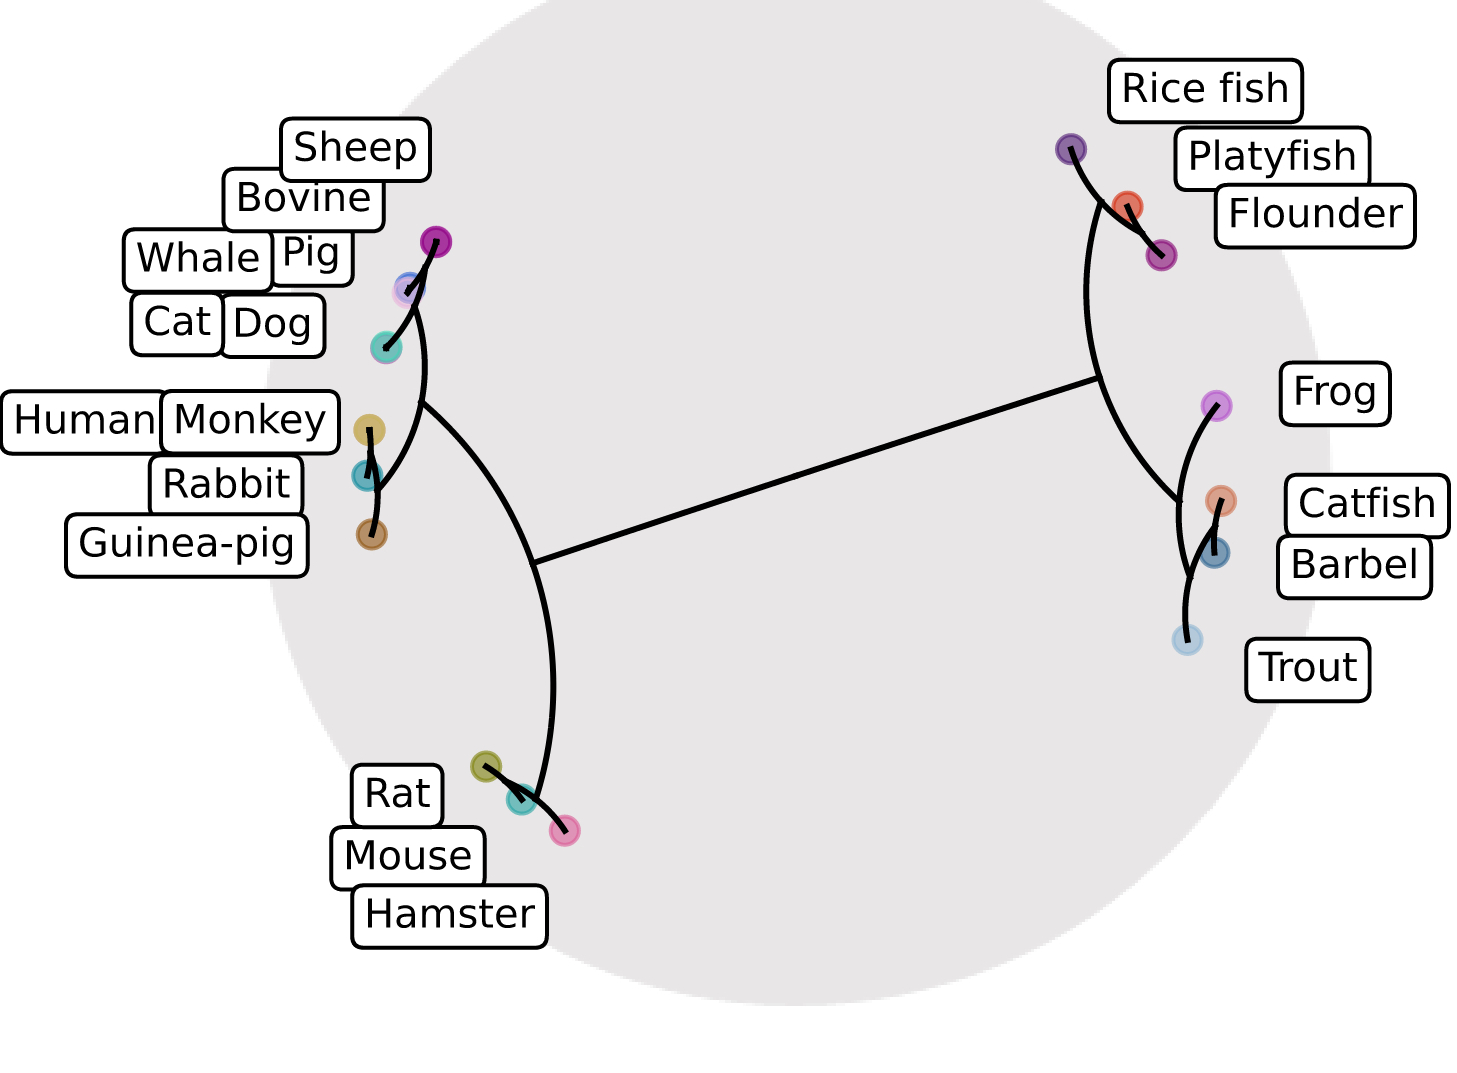 Sheep
Bovine
Whale
Pig
Cat
Dog
Human
Monkey
Rabbit
Guinea-pig
Rat
Mouse
Hamster
Rice fish
Platyfish
Flounder
Frog
Catfish
Barbel
Trout